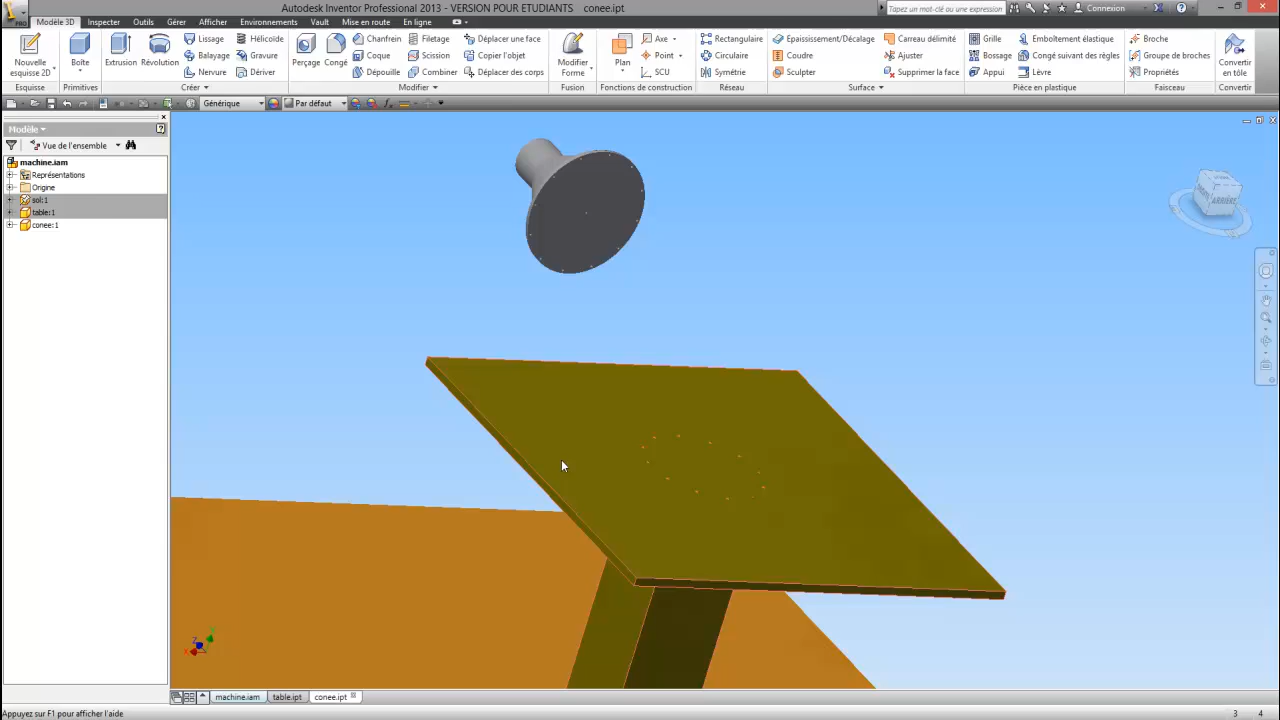 Autodesk Inventor Professional 2013 - VERSION POUR ETUDIANTS conee.ipt
Tapez un mot-clé ou une expression
Connexion
PRO
Modèle 3D Inspecter Outils Gérer Afficher Environnements Vault Mise en route En ligne
Nouvelle esquisse 2D
Esquisse
Boîte
Primitives
Extrusion
Révolution
Lissage
Balayage
Nervure
Hélicoïde
Gravure
Dériver
Créer
Perçage
Congé
Chanfrein
Coque
Dépouille
Filetage
Scission
Combiner
Déplacer une face
Copier l'objet
Déplacer des corps
Modifier
Modifier Forme
Fusion
Plan
Axe
Point
SCU
Fonctions de construction
Rectangulaire
Circulaire
Symétrie
Réseau
Epaississement/Décalage
Coudre
Sculpter
Carreau délimité
Ajuster
Supprimer la face
Surface
Grille
Bossage
Appui
Emboîtement élastique
Congé suivant des règles
Lèvre
Pièce en plastique
Broche
Groupe de broches
Propriétés
Faisceau
Convertir en tôle
Convertir
Générique
Par défaut
Modèle
Vue de l'ensemble
machine.iam
Représentations
Origine
sol:1
table:1
conee:1
ARRIÈRE
X
Y
Z
machine.iam table.ipt conee.ipt
Appuyez sur F1 pour afficher l'aide
3 4